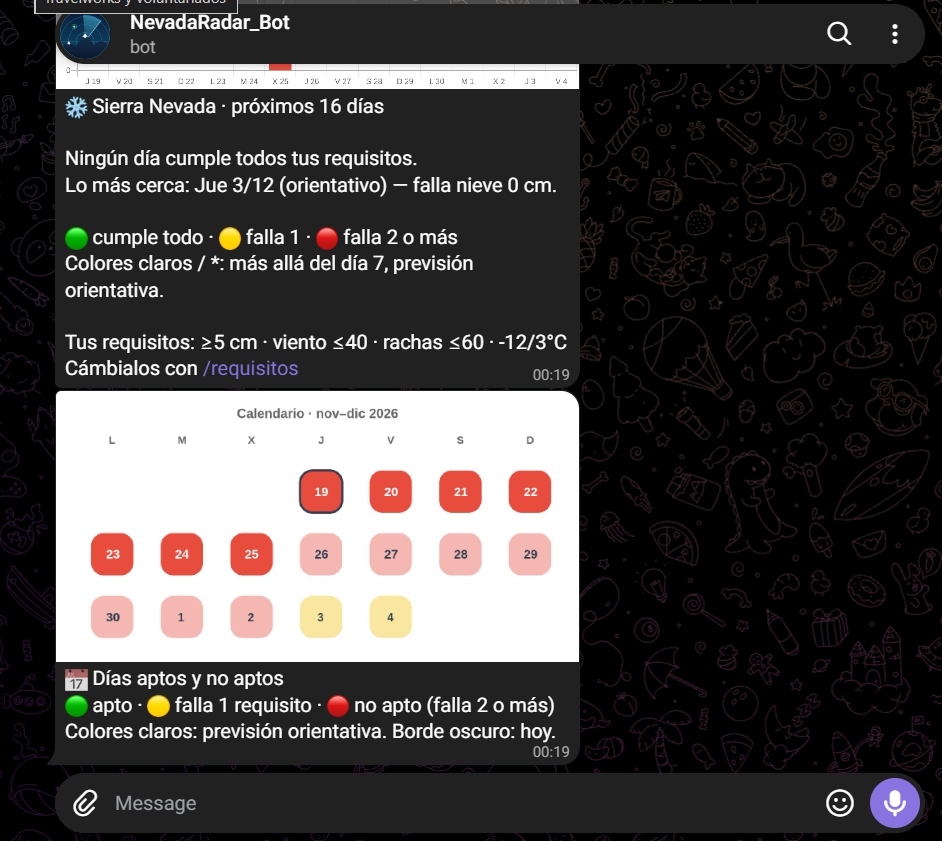 Travelworks y voluntariados
NevadaRadar_Bot
bot
0
J 19 V 20 S 21 D 22 L 23 M 24 X 25 J 26 V 27 S 28 D 29 L 30 M 1 X 2 J 3 V 4
❄️ Sierra Nevada · próximos 16 días
Ningún día cumple todos tus requisitos.
Lo más cerca: Jue 3/12 (orientativo) — falla nieve 0 cm.
🟢 cumple todo · 🟡 falla 1 · 🔴 falla 2 o más
Colores claros / *: más allá del día 7, previsión
orientativa.
Tus requisitos: ≥5 cm · viento ≤40 · rachas ≤60 · -12/3°C
Cámbialos con /requisitos
00:19
Calendario · nov–dic 2026
L M X J V S D
19 20 21 22
23 24 25 26 27 28 29
30 1 2 3 4
📅 Días aptos y no aptos
🟢 apto · 🟡 falla 1 requisito · 🔴 no apto (falla 2 o más)
Colores claros: previsión orientativa. Borde oscuro: hoy.
00:19
Message